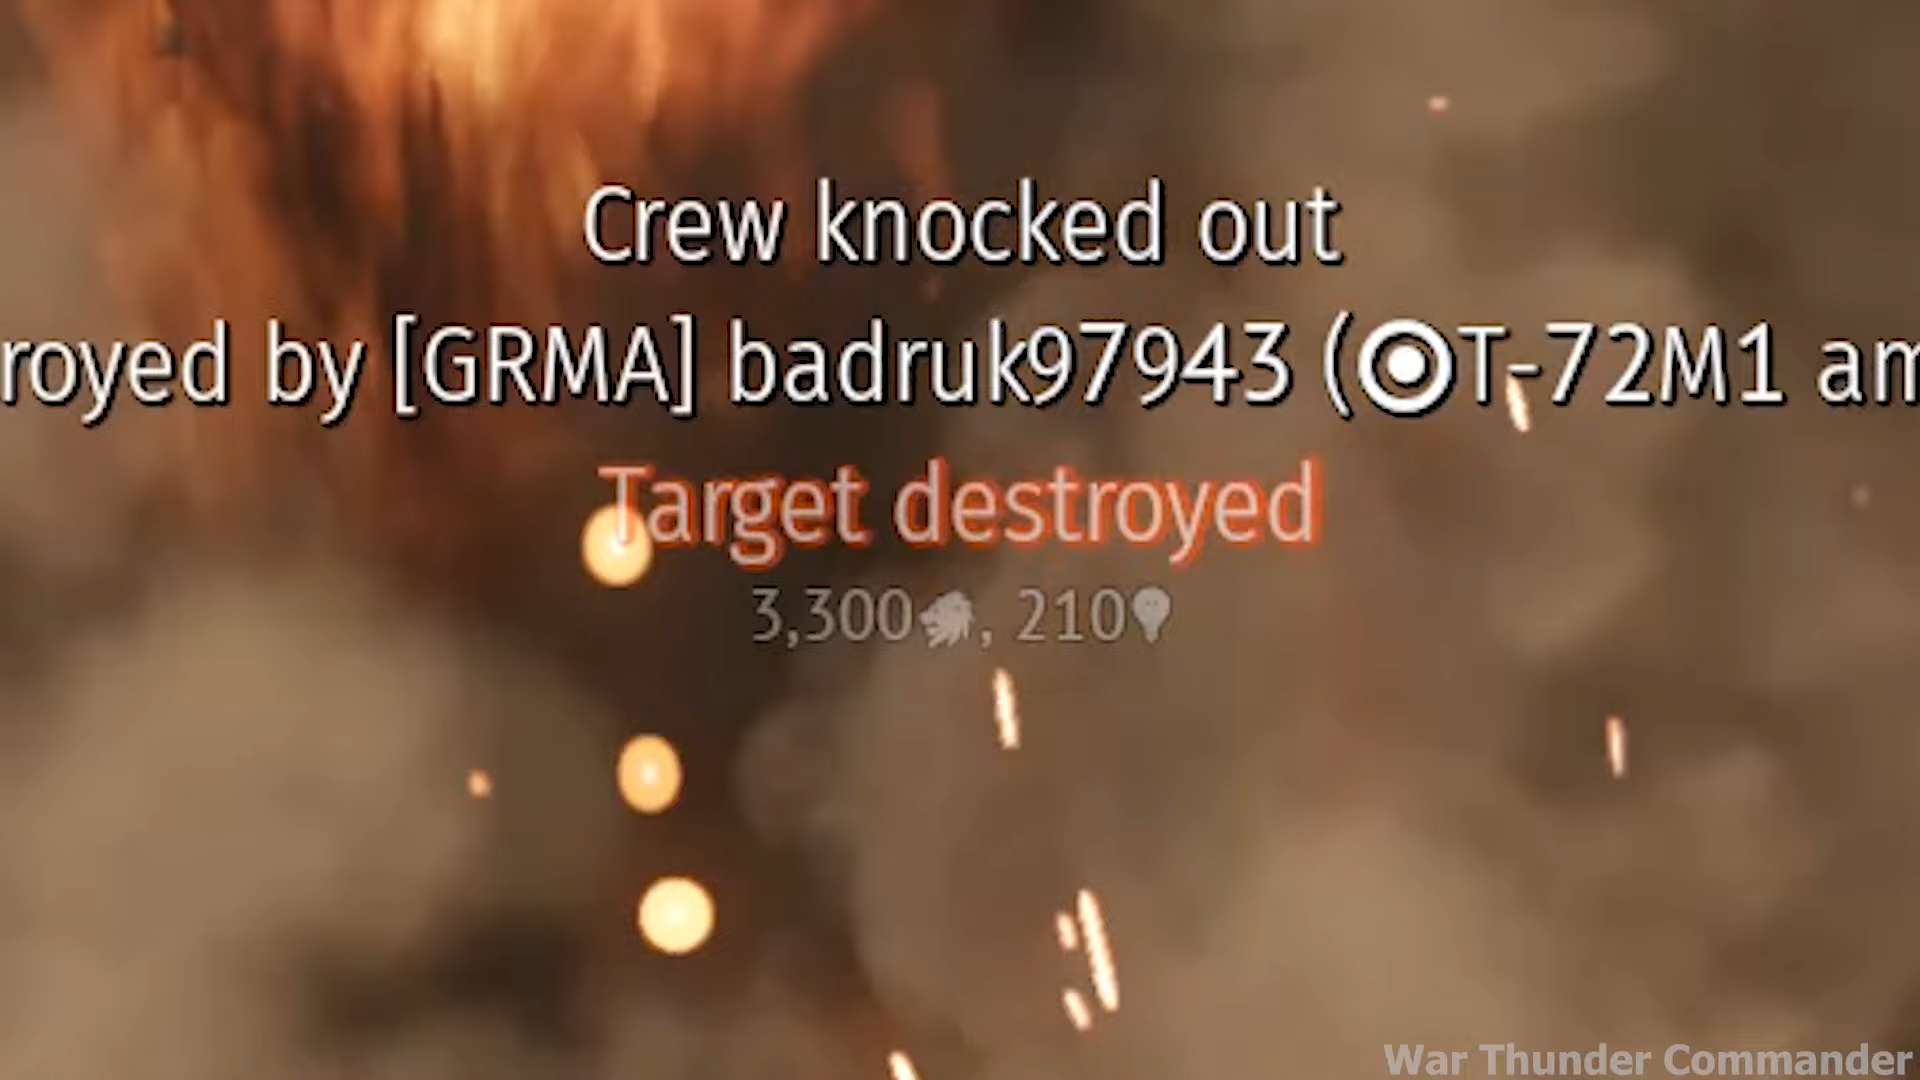 Crew knocked out
royed by [GRMA] badruk97943 (T-72M1 am
Target destroyed
3,300, 210
War Thunder Commander